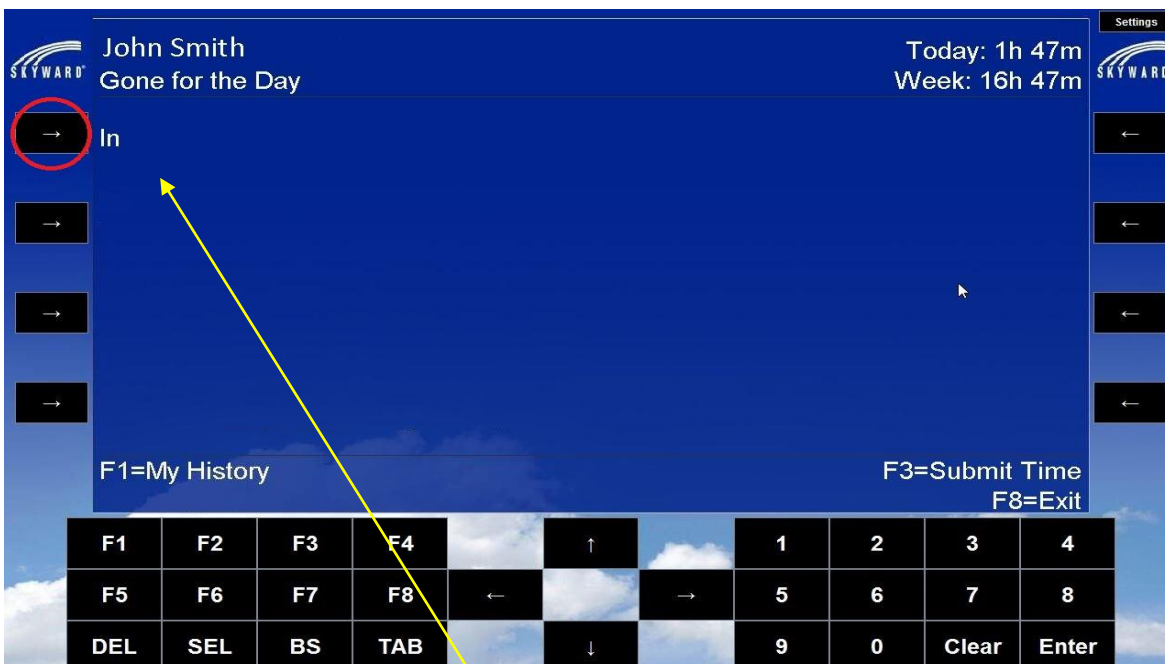 Settings
SKYWARD®
John Smith
Today: 1h 47m
SKYWARD
Gone for the Day
Week: 16h 47m
→ In ←
→ ←
→ ←
→ ←
F1=My History
F3=Submit Time
F8=Exit
F1 F2 F3 F4 ↑ 1 2 3 4
F5 F6 F7 F8 ← → 5 6 7 8
DEL SEL BS TAB ↓ 9 0 Clear Enter